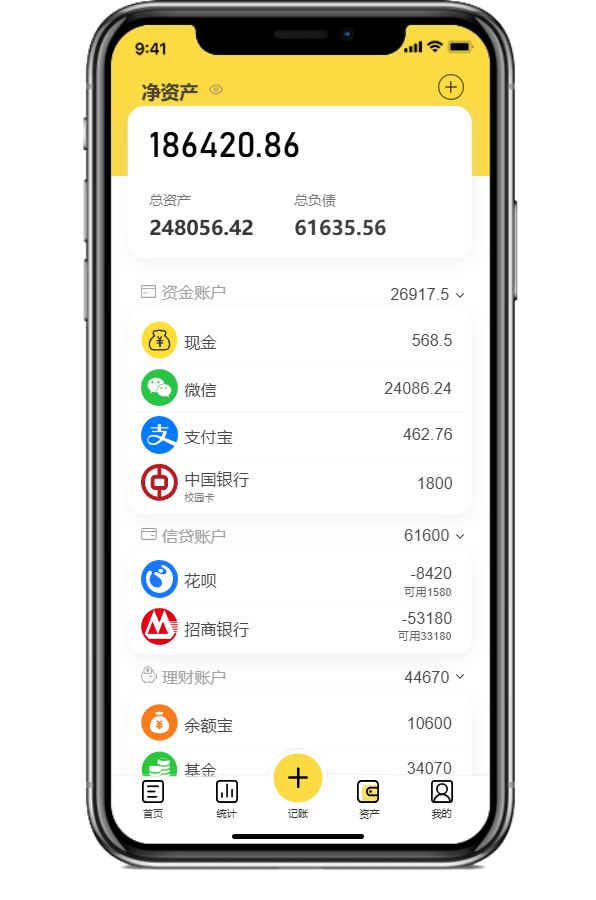 9:41
净资产
186420.86
总资产 总负债
248056.42 61635.56
资金账户 26917.5
现金 568.5
微信 24086.24
支付宝 462.76
中国银行 1800
校园卡
信贷账户 61600
花呗 -8420
可用1580
招商银行 -53180
可用33180
理财账户 44670
余额宝 10600
基金 34070
首页 统计 记账 资产 我的